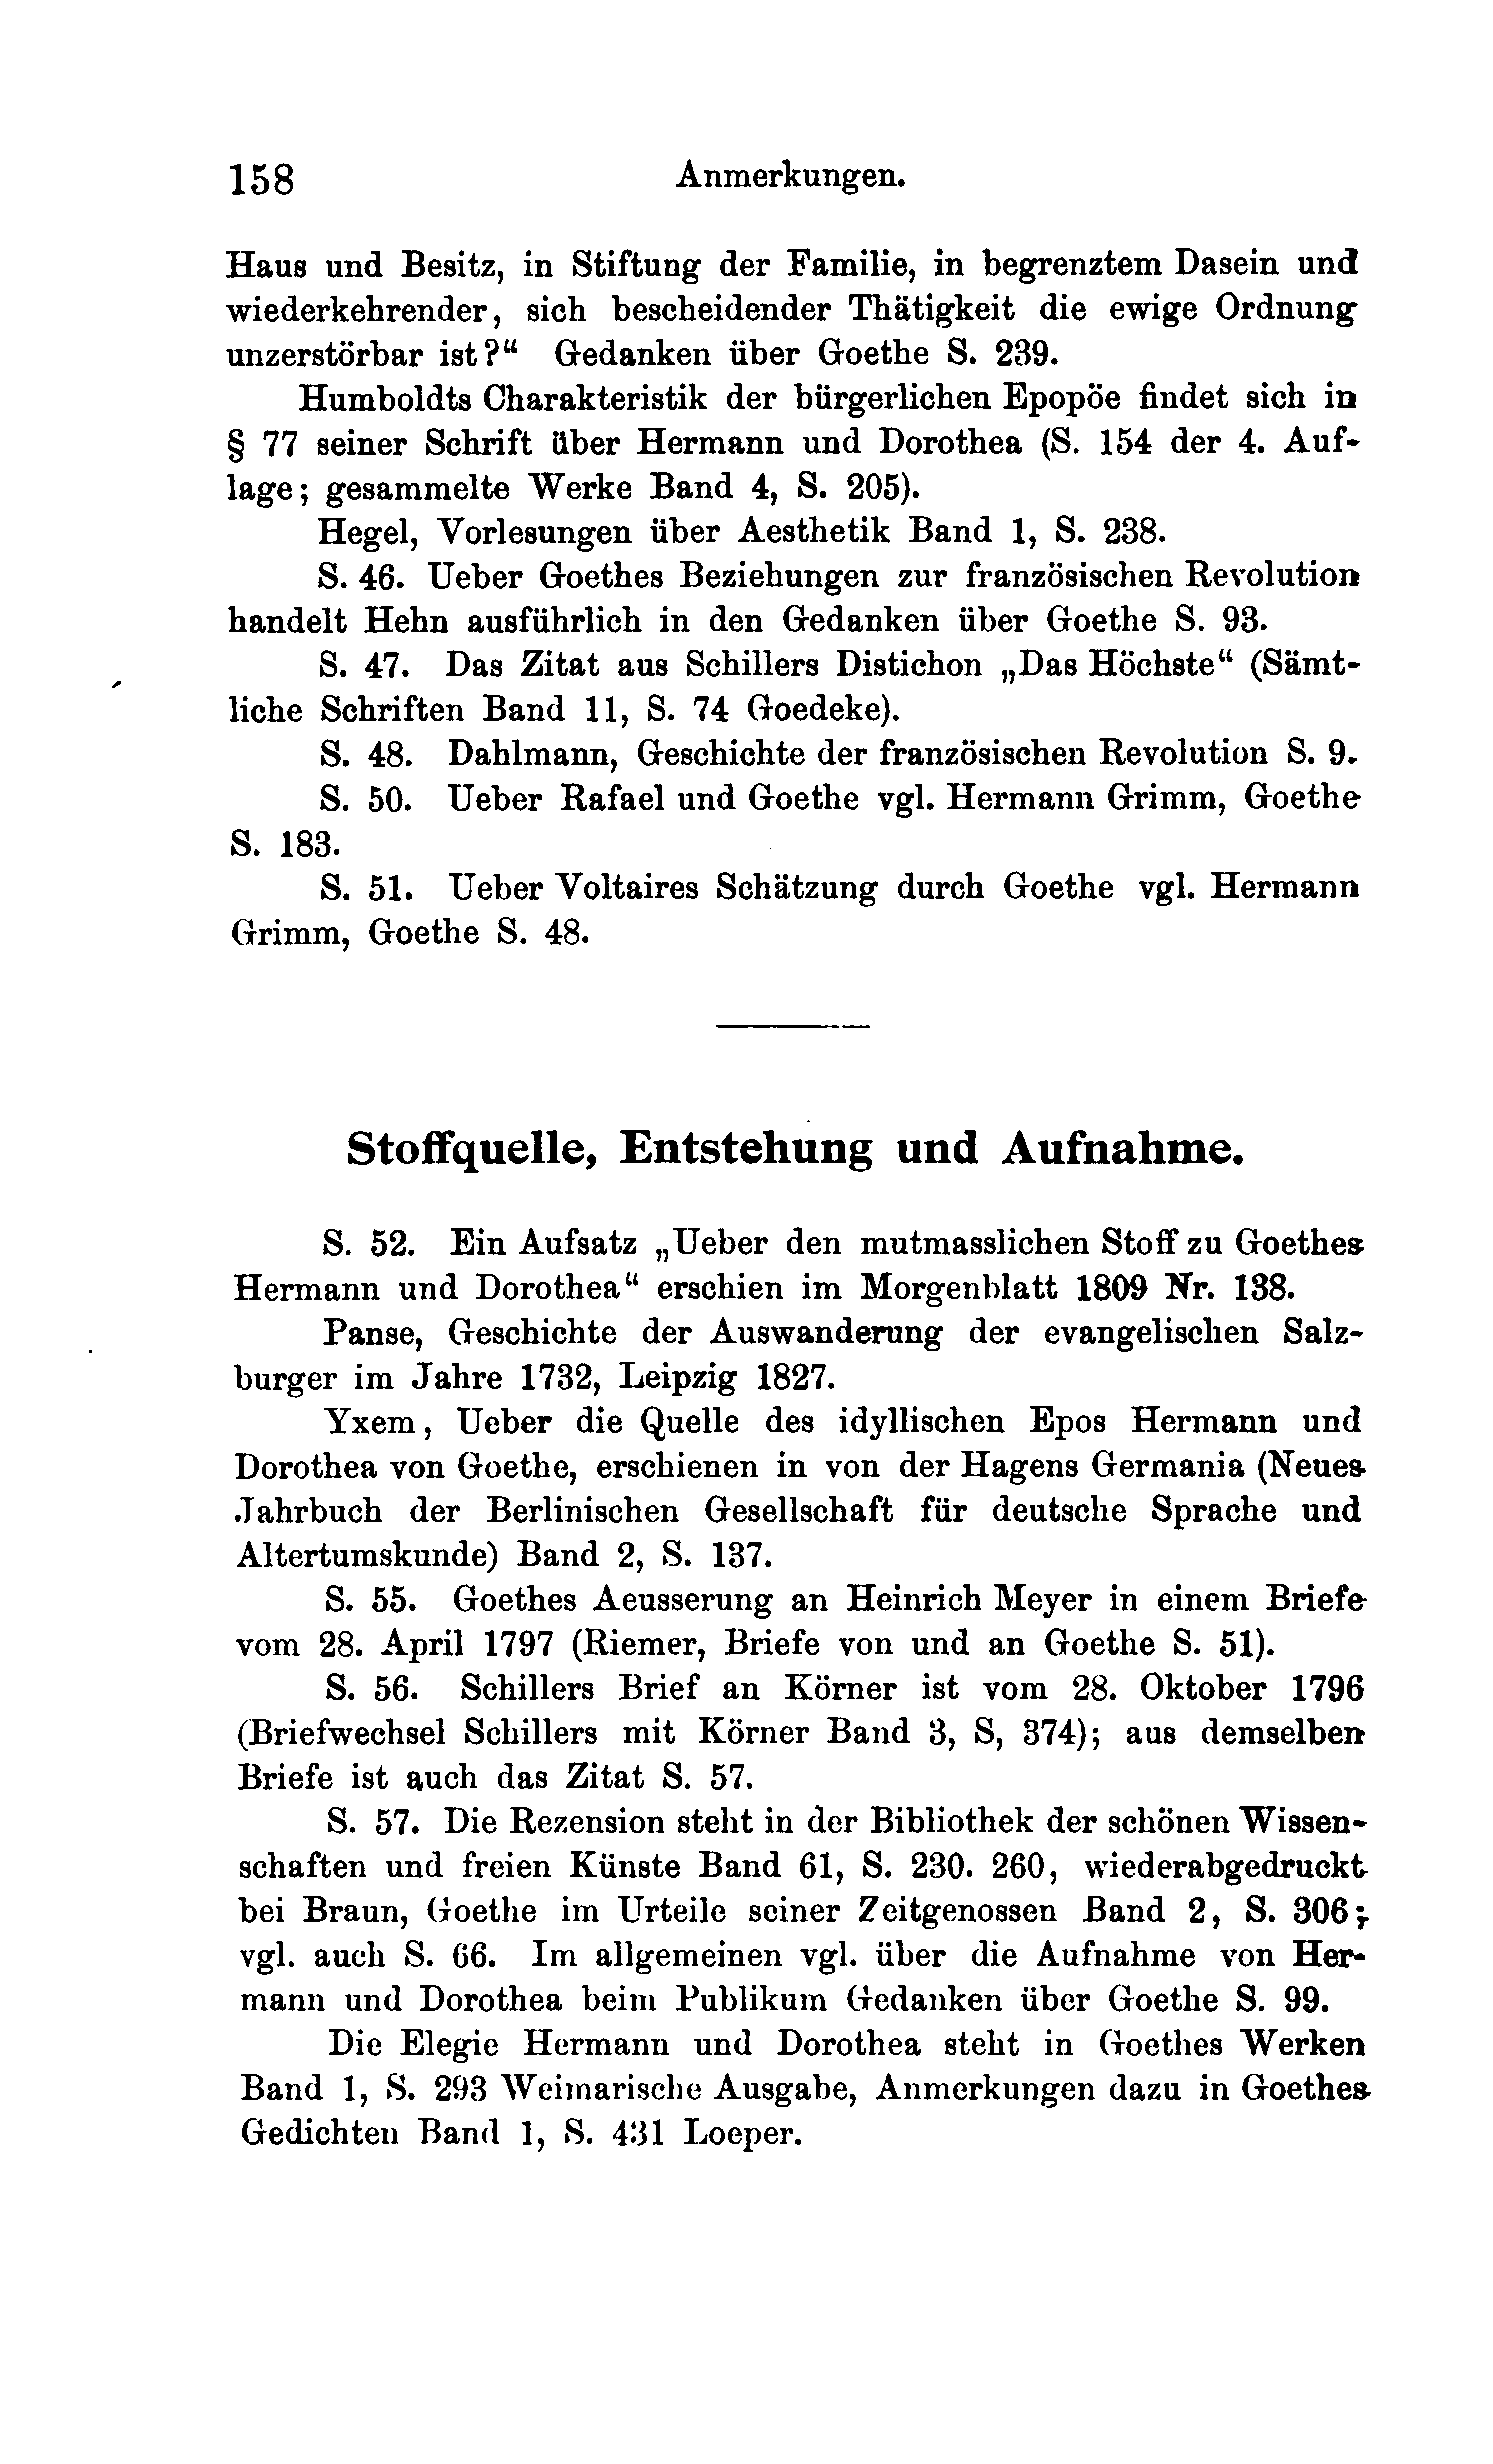 158 Anmerkungen.
Haus und Besitz, in Stiftung der Familie, in begrenztem Dasein und
wiederkehrender, sich bescheidender Thätigkeit die ewige Ordnung
unzerstörbar ist?“ Gedanken über Goethe S. 239.
Humboldts Charakteristik der bürgerlichen Epopöe findet sich in
§ 77 seiner Schrift über Hermann und Dorothea (S. 154 der 4. Auf-
lage; gesammelte Werke Band 4, S. 205).
Hegel, Vorlesungen über Aesthetik Band 1, S. 238.
S. 46. Ueber Goethes Beziehungen zur französischen Revolution
handelt Hehn ausführlich in den Gedanken über Goethe S. 93.
S. 47. Das Zitat aus Schillers Distichon „Das Höchste“ (Sämt-
liche Schriften Band 11, S. 74 Goedeke).
S. 48. Dahlmann, Geschichte der französischen Revolution S. 9.
S. 50. Ueber Rafael und Goethe vgl. Hermann Grimm, Goethe
S. 183.
S. 51. Ueber Voltaires Schätzung durch Goethe vgl. Hermann
Grimm, Goethe S. 48.
Stoffquelle, Entstehung und Aufnahme.
S. 52. Ein Aufsatz „Ueber den mutmasslichen Stoff zu Goethes
Hermann und Dorothea“ erschien im Morgenblatt 1809 Nr. 138.
Panse, Geschichte der Auswanderung der evangelischen Salz-
burger im Jahre 1732, Leipzig 1827.
Yxem, Ueber die Quelle des idyllischen Epos Hermann und
Dorothea von Goethe, erschienen in von der Hagens Germania (Neues
Jahrbuch der Berlinischen Gesellschaft für deutsche Sprache und
Altertumskunde) Band 2, S. 137.
S. 55. Goethes Aeusserung an Heinrich Meyer in einem Briefe
vom 28. April 1797 (Riemer, Briefe von und an Goethe S. 51).
S. 56. Schillers Brief an Körner ist vom 28. Oktober 1796
(Briefwechsel Schillers mit Körner Band 3, S, 374); aus demselben
Briefe ist auch das Zitat S. 57.
S. 57. Die Rezension steht in der Bibliothek der schönen Wissen-
schaften und freien Künste Band 61, S. 230. 260, wiederabgedruckt
bei Braun, Goethe im Urteile seiner Zeitgenossen Band 2, S. 306;
vgl. auch S. 66. Im allgemeinen vgl. über die Aufnahme von Her-
mann und Dorothea beim Publikum Gedanken über Goethe S. 99.
Die Elegie Hermann und Dorothea steht in Goethes Werken
Band 1, S. 293 Weimarische Ausgabe, Anmerkungen dazu in Goethes
Gedichten Band 1, S. 431 Loeper.